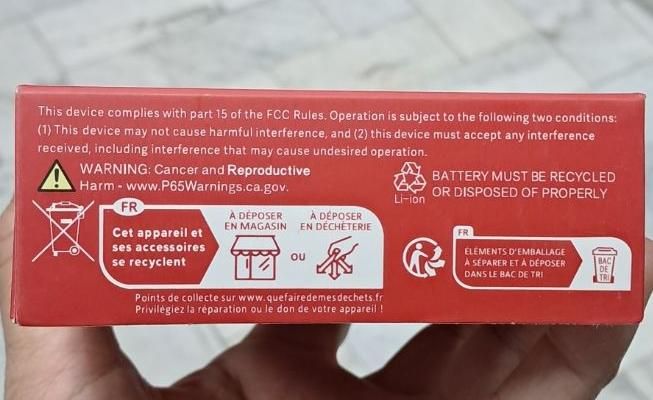 This device complies with part 15 of the FCC Rules. Operation is subject to the following two conditions:
(1) This device may not cause harmful interference, and (2) this device must accept any interference
received, including interference that may cause undesired operation.
WARNING: Cancer and Reproductive
Harm - www.P65Warnings.ca.gov.
Li-ion
BATTERY MUST BE RECYCLED
OR DISPOSED OF PROPERLY
FR
Cet appareil et
ses accessoires
se recyclent
À DÉPOSER
EN MAGASIN
OU
À DÉPOSER
EN DÉCHÈTERIE
Points de collecte sur www.quefairedemesdechets.fr
Privilégiez la réparation ou le don de votre appareil !
FR
ÉLÉMENTS D'EMBALLAGE
À SÉPARER ET À DÉPOSER
DANS LE BAC DE TRI
BAC
DE
TRI